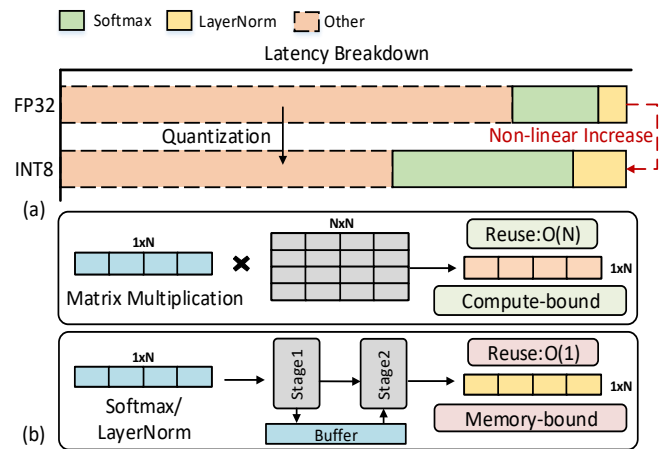 Softmax LayerNorm Other
Latency Breakdown
FP32
Quantization
Non-linear Increase
INT8
(a)
1xN
NxN
Reuse:O(N)
1xN
Matrix Multiplication
Compute-bound
1xN
Stage1
Stage2
Reuse:O(1)
1xN
Softmax/
LayerNorm
Buffer
Memory-bound
(b)